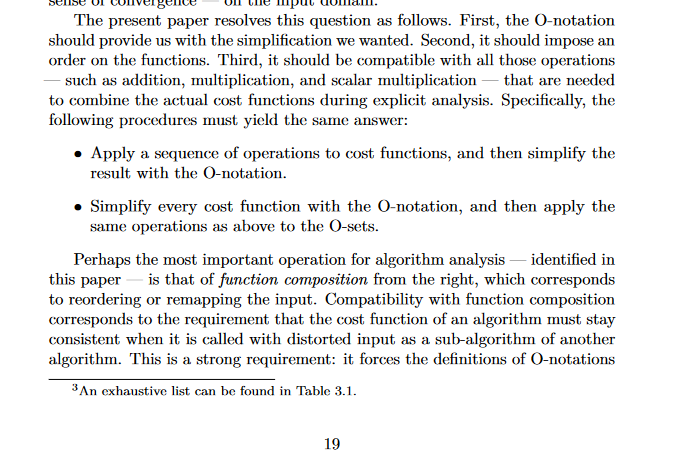 sense of convergence — on the input domain.
The present paper resolves this question as follows. First, the O-notation
should provide us with the simplification we wanted. Second, it should impose an
order on the functions. Third, it should be compatible with all those operations
— such as addition, multiplication, and scalar multiplication — that are needed
to combine the actual cost functions during explicit analysis. Specifically, the
following procedures must yield the same answer:
• Apply a sequence of operations to cost functions, and then simplify the
result with the O-notation.
• Simplify every cost function with the O-notation, and then apply the
same operations as above to the O-sets.
Perhaps the most important operation for algorithm analysis — identified in
this paper — is that of function composition from the right, which corresponds
to reordering or remapping the input. Compatibility with function composition
corresponds to the requirement that the cost function of an algorithm must stay
consistent when it is called with distorted input as a sub-algorithm of another
algorithm. This is a strong requirement: it forces the definitions of O-notations
³An exhaustive list can be found in Table 3.1.
19